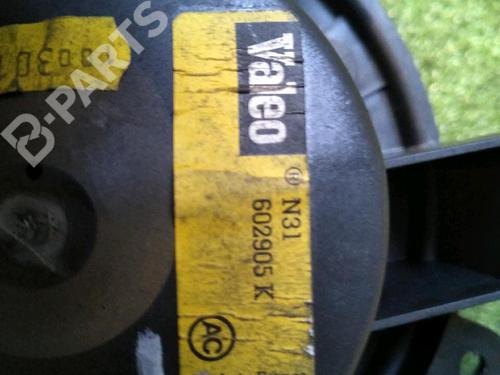 Valeo
N31
602905 K
AC
B-PARTS